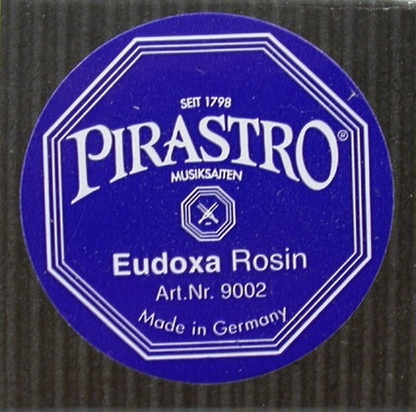 SEIT 1798
PIRASTRO®
MUSIKSAITEN
Eudoxa Rosin
Art.Nr. 9002
Made in Germany